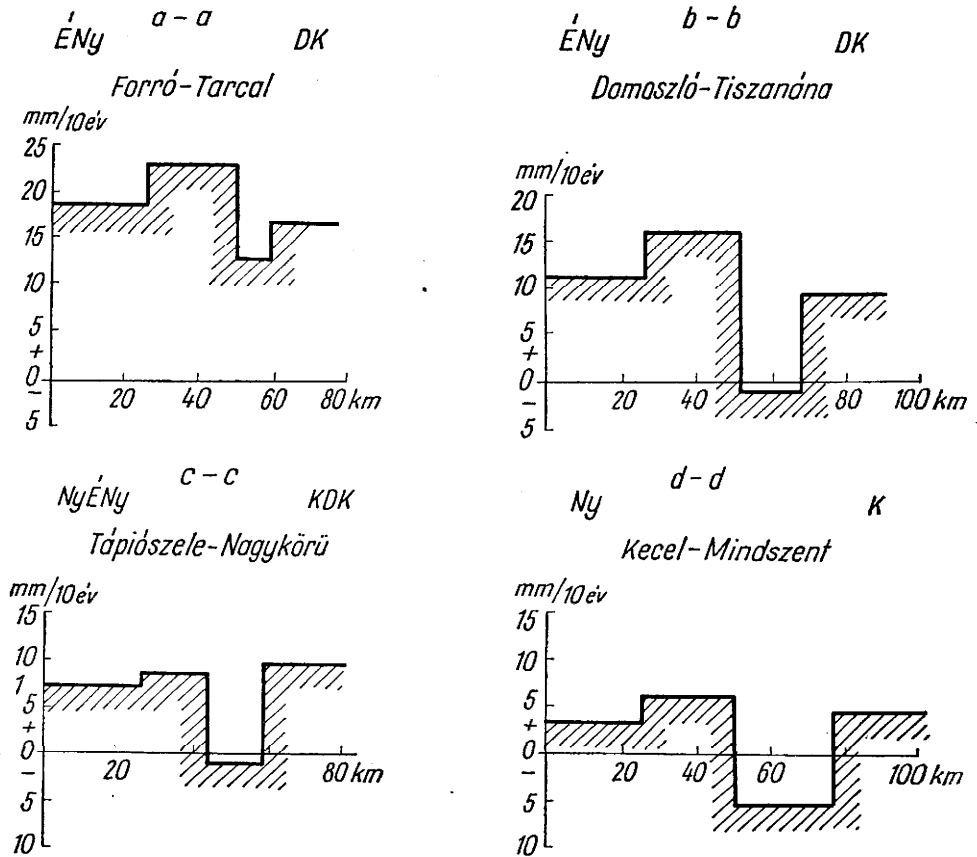 a – a
ÉNy DK
Forró-Tarcal
mm/10év
25
20
15
10
5
+
0
–
5
20 40 60 80 km
b – b
ÉNy DK
Domoszló-Tiszanána
mm/10év
20
15
10
5
+
0
–
5
20 40 80 100 km
c – c
NyÉNy KDK
Tápiószele-Nagykörü
mm/10év
15
10
1
5
+
0
–
5
10
20 80 km
d – d
Ny K
Kecel-Mindszent
mm/10év
15
10
5
+
0
–
5
10
20 40 60 100 km